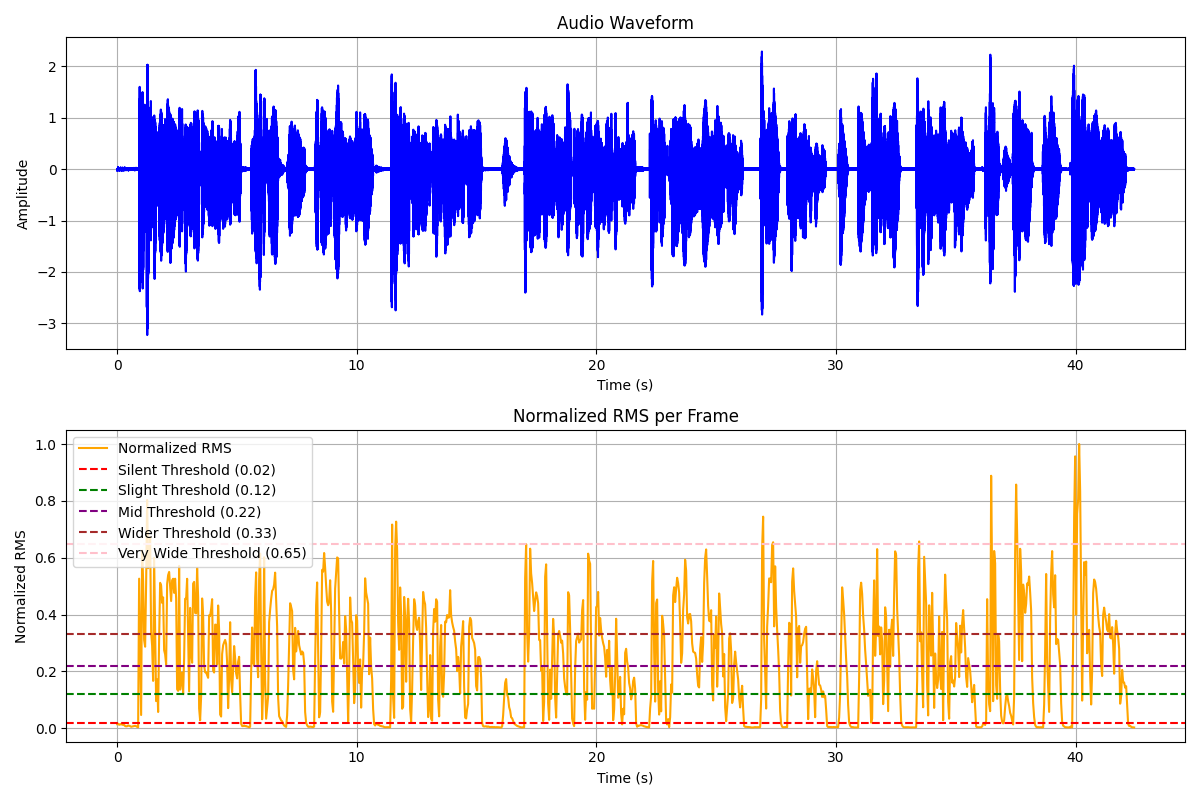 Audio Waveform
2
1
0
−1
−2
−3
Amplitude
0 10 20 30 40
Time (s)
Normalized RMS per Frame
1.0
0.8
0.6
0.4
0.2
0.0
Normalized RMS
Normalized RMS
Silent Threshold (0.02)
Slight Threshold (0.12)
Mid Threshold (0.22)
Wider Threshold (0.33)
Very Wide Threshold (0.65)
0 10 20 30 40
Time (s)